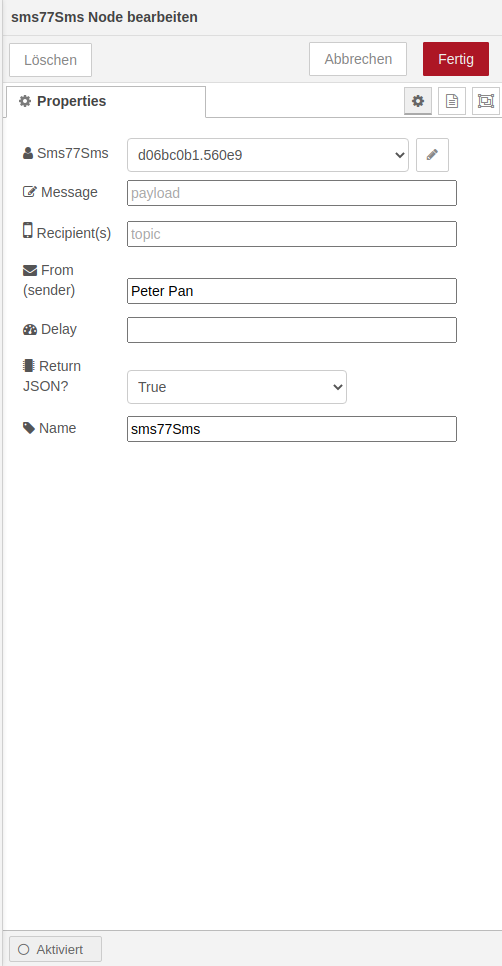 sms77Sms Node bearbeiten
Löschen Abbrechen Fertig
Properties
Sms77Sms d06bc0b1.560e9
Message payload
Recipient(s) topic
From
(sender) Peter Pan
Delay
Return
JSON? True
Name sms77Sms
Aktiviert